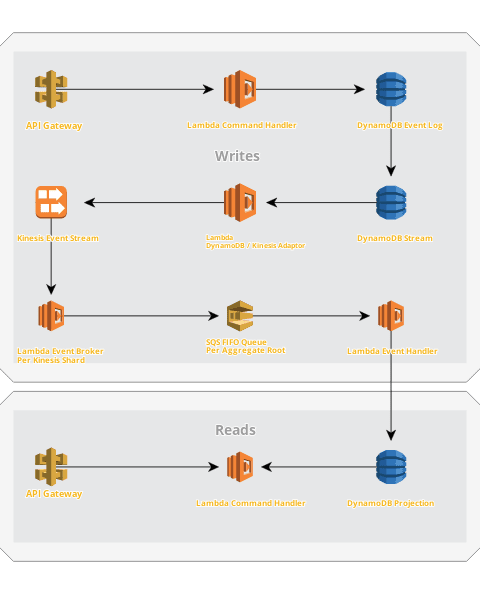 API Gateway
Lambda Command Handler
DynamoDB Event Log
Writes
Kinesis Event Stream
Lambda
DynamoDB / Kinesis Adaptor
DynamoDB Stream
Lambda Event Broker
Per Kinesis Shard
SQS FIFO Queue
Per Aggregate Root
Lambda Event Handler
Reads
API Gateway
Lambda Command Handler
DynamoDB Projection